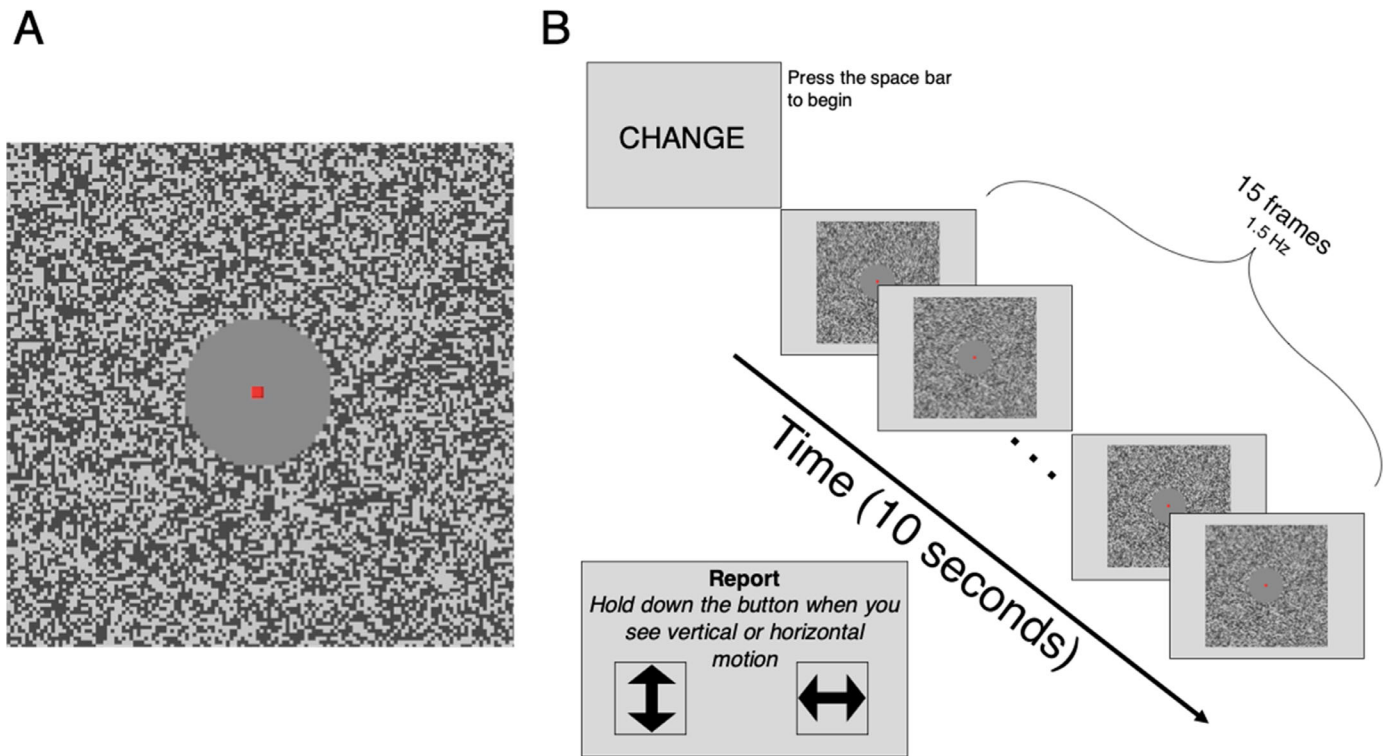 A
B
CHANGE
Press the space bar
to begin
15 frames
1.5 Hz
Time (10 seconds)
Report
Hold down the button when you
see vertical or horizontal
motion